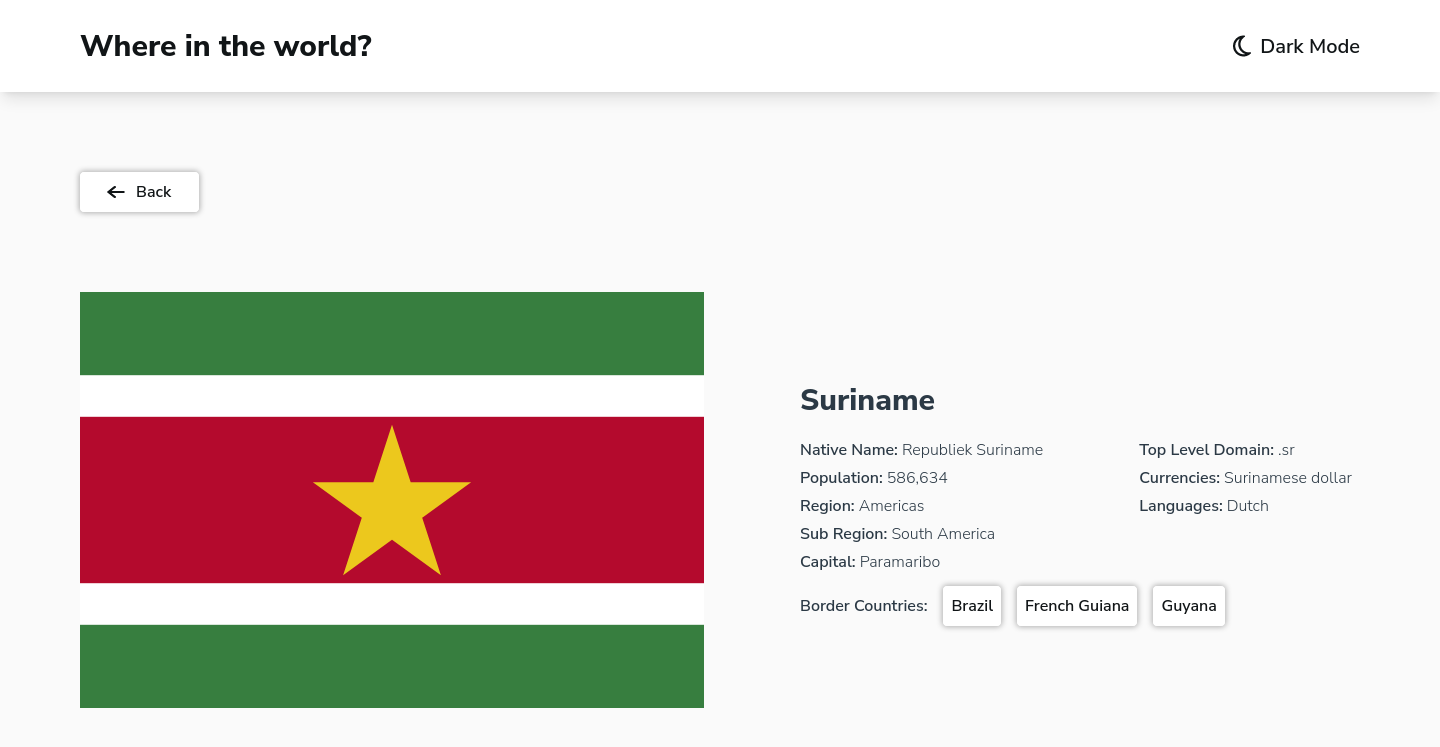 Where in the world?
Dark Mode
Back
Suriname
Native Name: Republiek Suriname
Population: 586,634
Region: Americas
Sub Region: South America
Capital: Paramaribo
Top Level Domain: .sr
Currencies: Surinamese dollar
Languages: Dutch
Border Countries: Brazil French Guiana Guyana